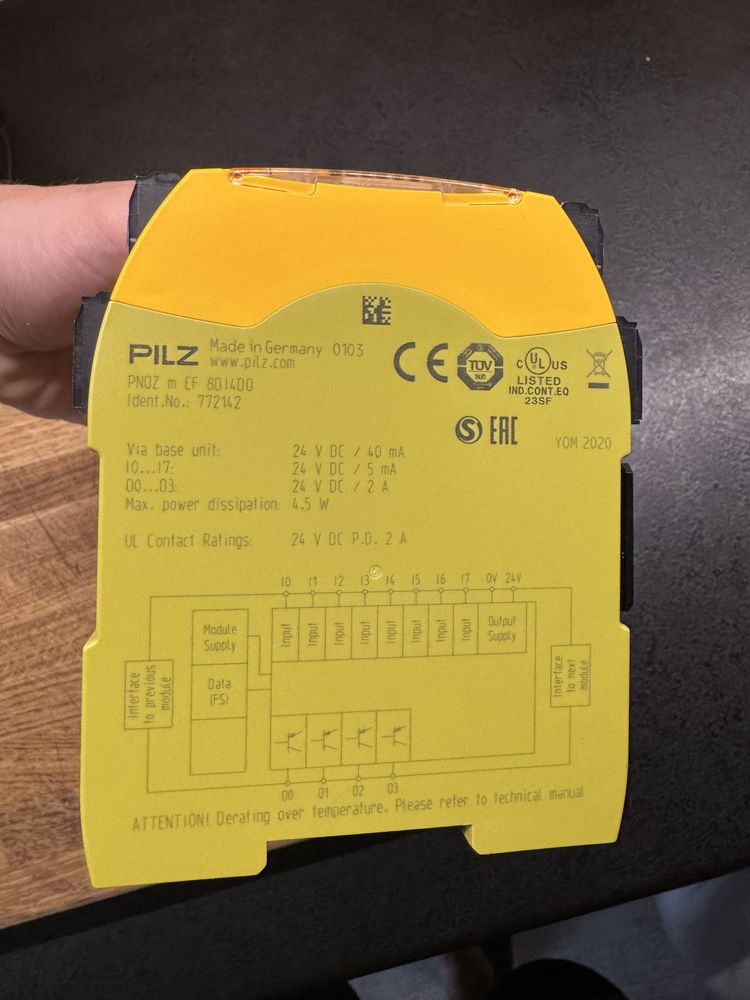 PILZ Made in Germany 0103
www.pilz.com
PNOZ m EF 8DI4DO
Ident.No.: 772142
CE
TÜV
SÜD
C UL US
LISTED
IND.CONT.EQ
23SF
S EAC
YOM 2020
Via base unit: 24 V DC / 40 mA
I0...I7: 24 V DC / 5 mA
O0...O3: 24 V DC / 2 A
Max. power dissipation: 4.5 W
UL Contact Ratings: 24 V DC P.D. 2 A
I0 I1 I2 I3 I4 I5 I6 I7 0V 24V
Module
Supply
Input Input Input Input Input Input Input Input
Output
Supply
Data
(FS)
Interface
to previous
module
Interface
to next
module
O0 O1 O2 O3
ATTENTION! Derating over temperature. Please refer to technical manual